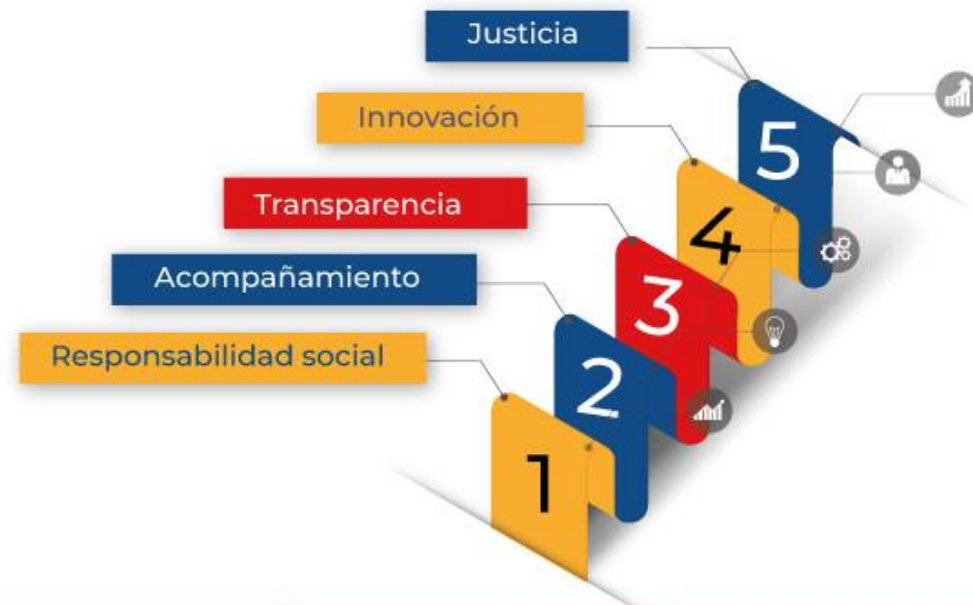 Justicia
5
Innovación
4
Transparencia
3
Acompañamiento
2
Responsabilidad social
1